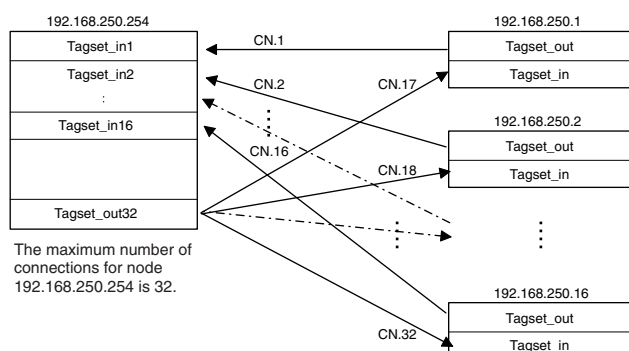 192.168.250.254
Tagset_in1
Tagset_in2
:
Tagset_in16
Tagset_out32
The maximum number of
connections for node
192.168.250.254 is 32.
CN.1
CN.2
CN.16
CN.17
CN.18
CN.32
192.168.250.1
Tagset_out
Tagset_in
192.168.250.2
Tagset_out
Tagset_in
192.168.250.16
Tagset_out
Tagset_in